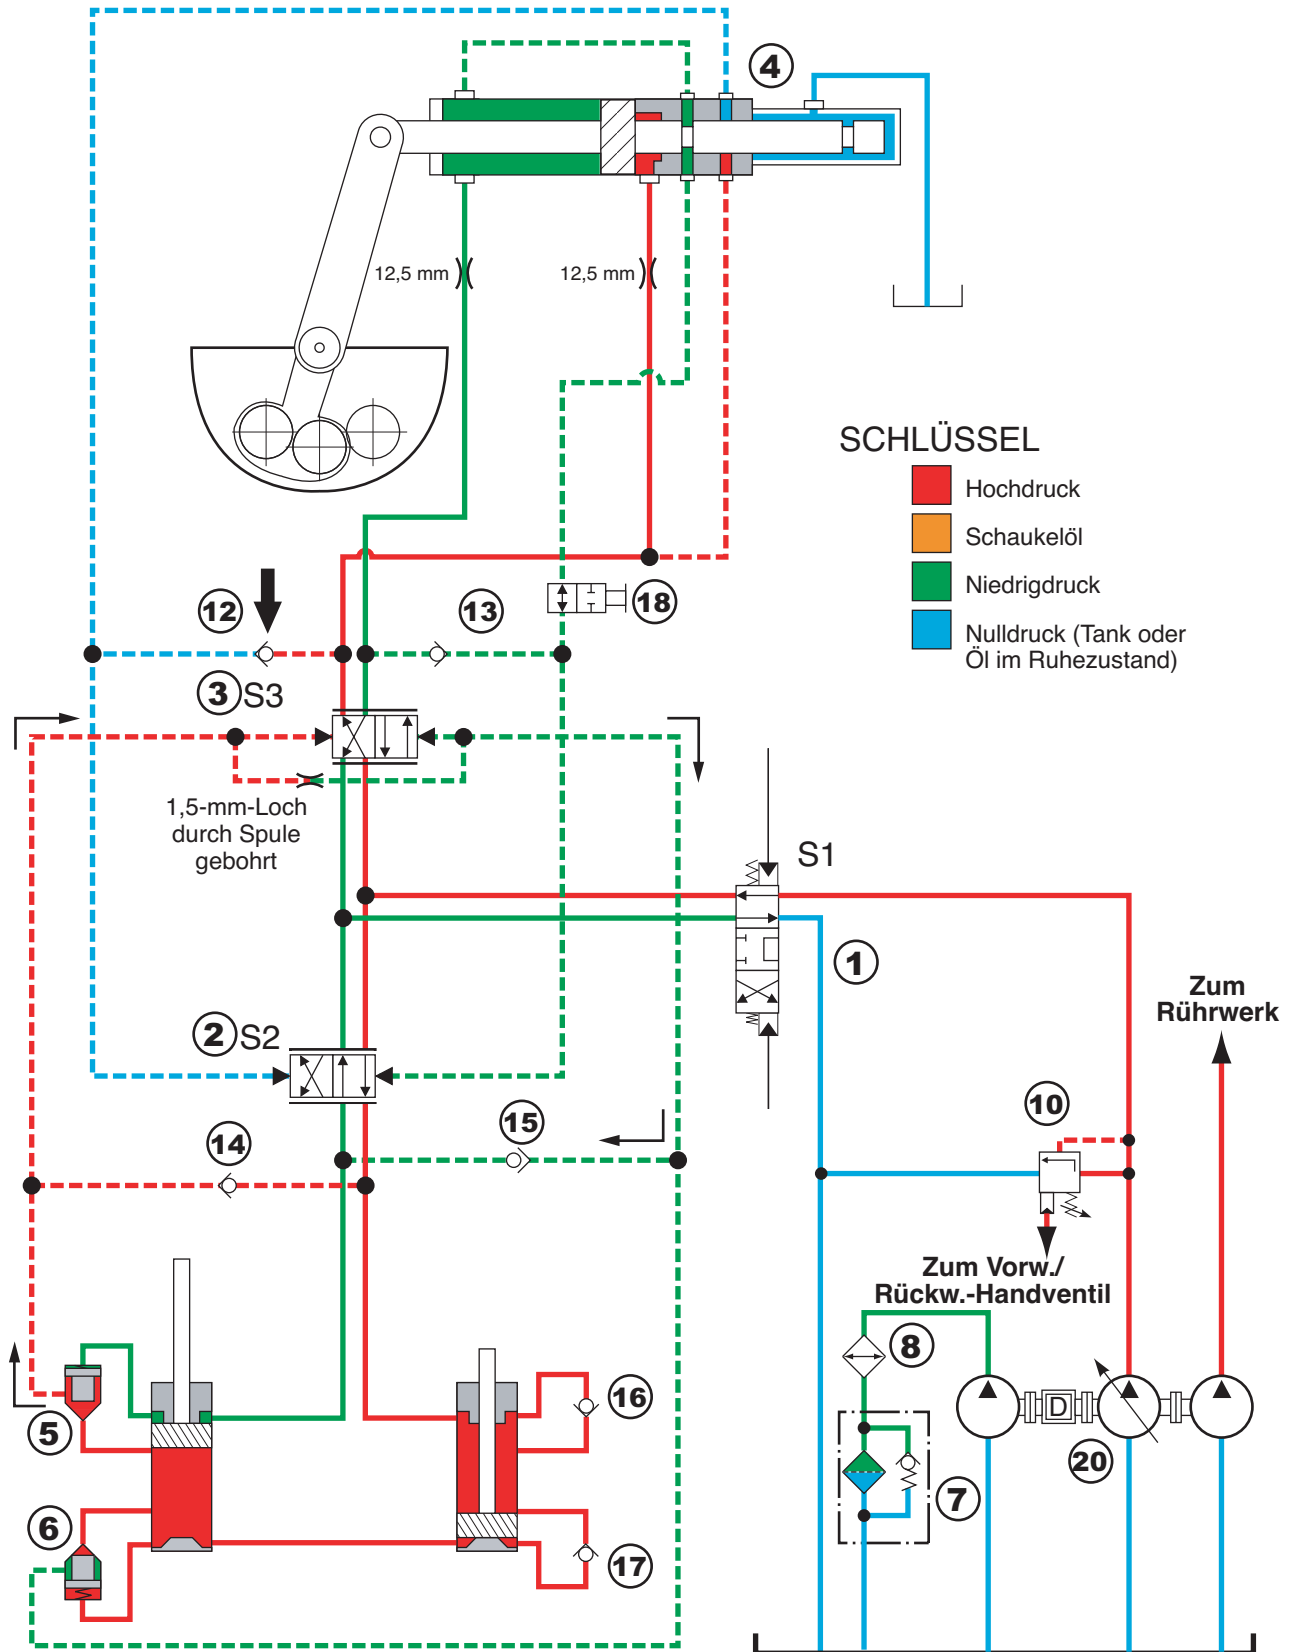 4
12,5 mm
12,5 mm
SCHLÜSSEL
Hochdruck
Schaukelöl
Niedrigdruck
Nulldruck (Tank oder
Öl im Ruhezustand)
12
13
18
3 S3
1,5-mm-Loch
durch Spule
gebohrt
S1
1
Zum
Rührwerk
2 S2
10
15
14
Zum Vorw./
Rückw.-Handventil
8
16
5
D
20
6
7
17